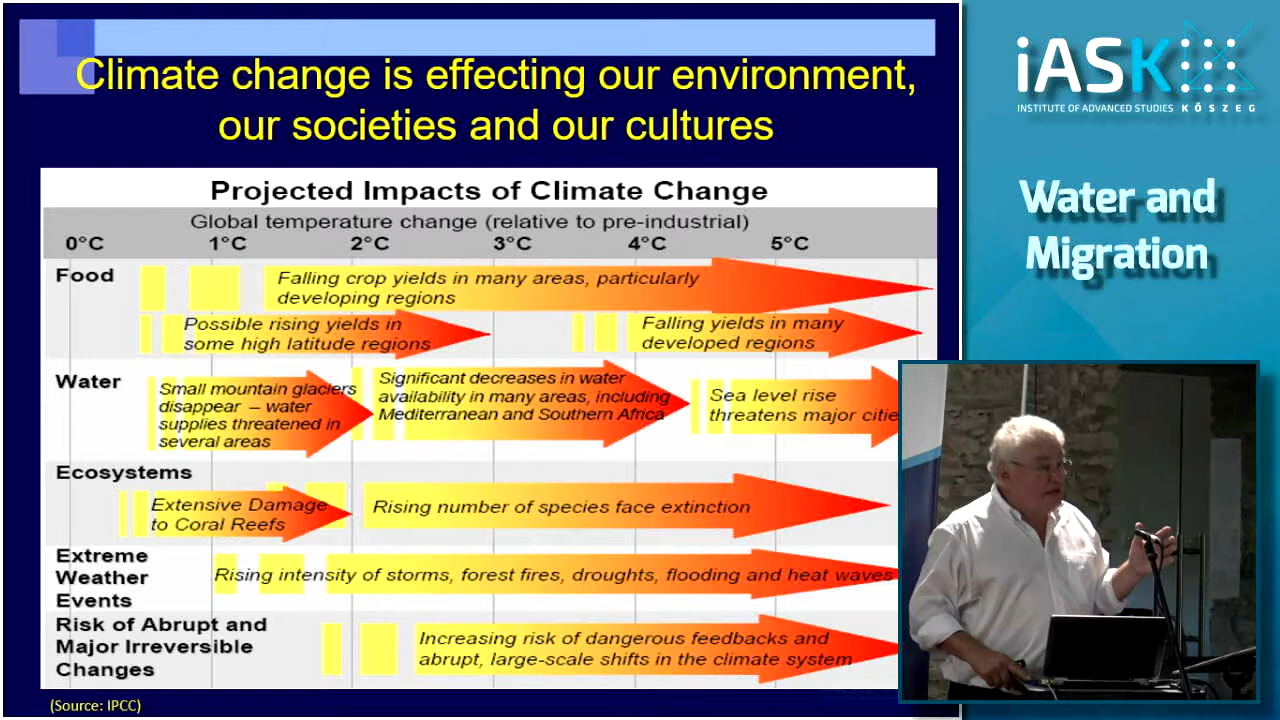 Climate change is effecting our environment,
our societies and our cultures
Projected Impacts of Climate Change
Global temperature change (relative to pre-industrial)
0°C 1°C 2°C 3°C 4°C 5°C
Food
Falling crop yields in many areas, particularly
developing regions
Possible rising yields in
some high latitude regions
Falling yields in many
developed regions
Water
Small mountain glaciers
disappear – water
supplies threatened in
several areas
Significant decreases in water
availability in many areas, including
Mediterranean and Southern Africa
Sea level rise
threatens major citie
Ecosystems
Extensive Damage
to Coral Reefs
Rising number of species face extinction
Extreme
Weather
Events
Rising intensity of storms, forest fires, droughts, flooding and heat waves
Risk of Abrupt and
Major Irreversible
Changes
Increasing risk of dangerous feedbacks and
abrupt, large-scale shifts in the climate system
(Source: IPCC)
iASK
INSTITUTE OF ADVANCED STUDIES KŐSZEG
Water and
Migration